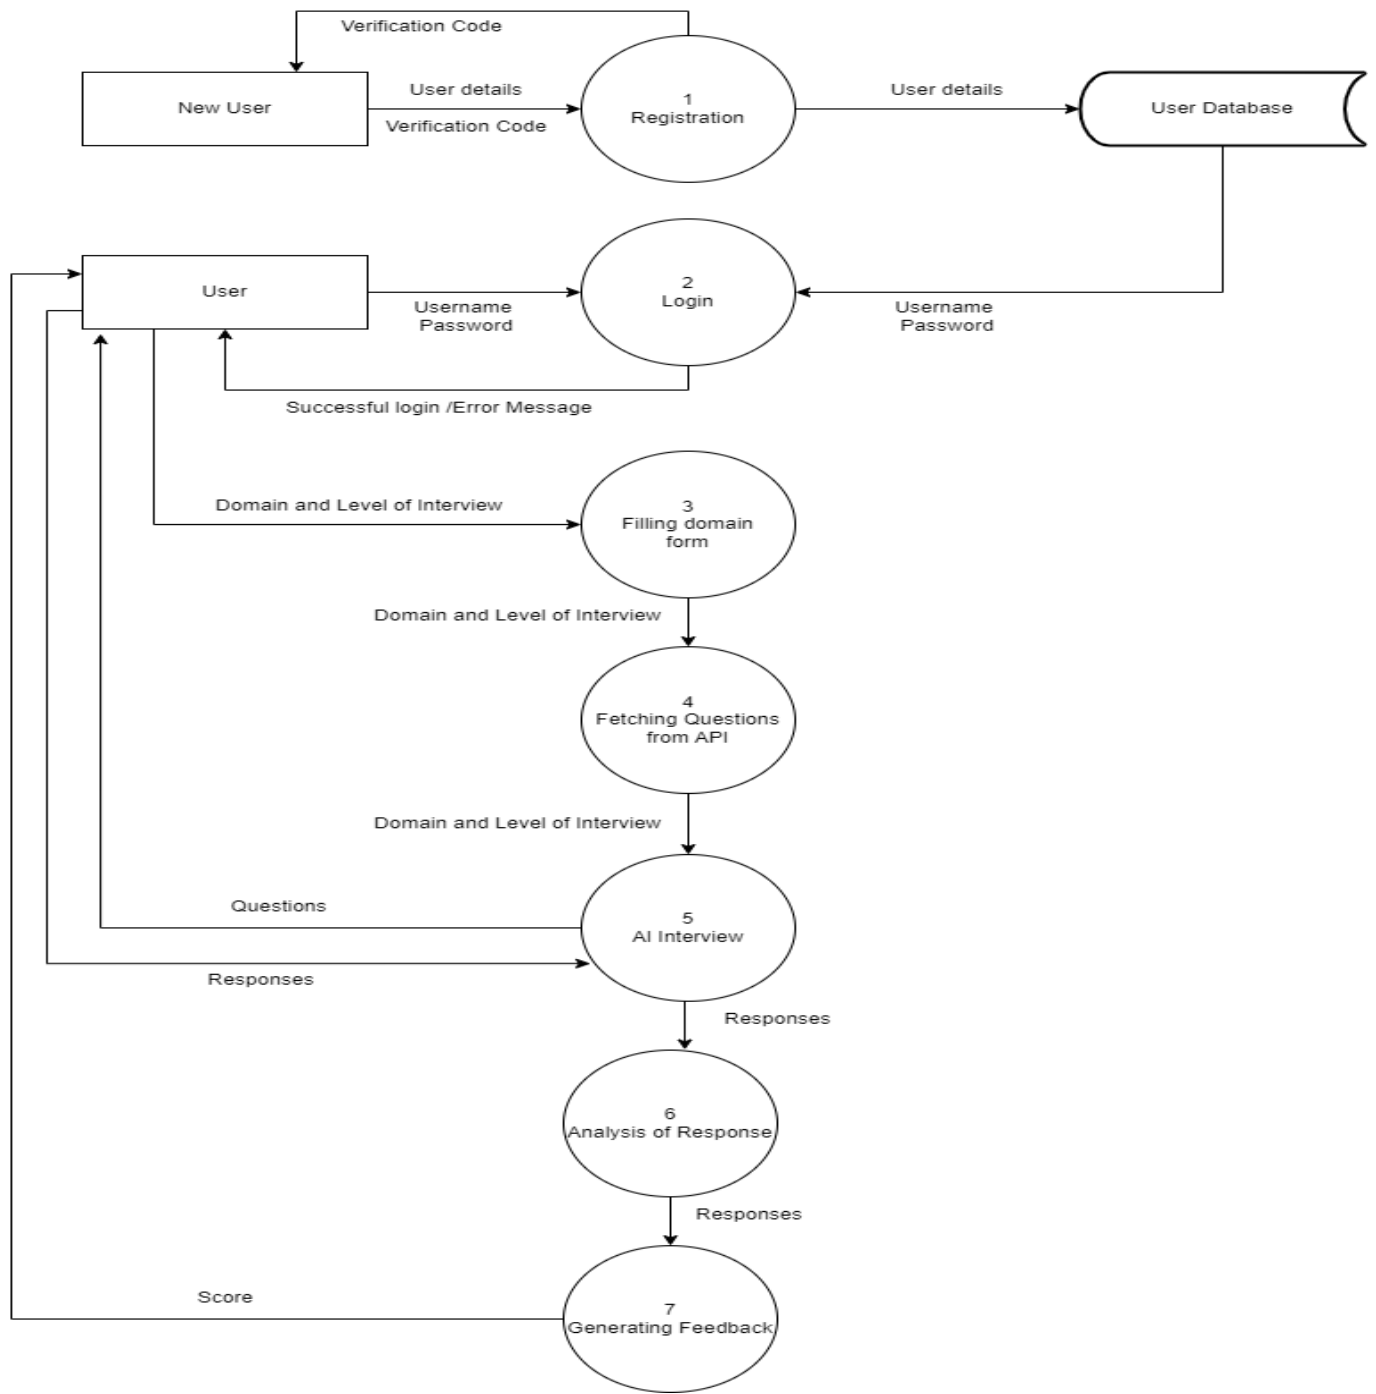 Verification Code
New User
User details
Verification Code
1
Registration
User details
User Database
User
Username
Password
2
Login
Username
Password
Successful login /Error Message
Domain and Level of Interview
3
Filling domain
form
Domain and Level of Interview
4
Fetching Questions
from API
Domain and Level of Interview
Questions
5
AI Interview
Responses
Responses
6
Analysis of Response
Responses
Score
7
Generating Feedback